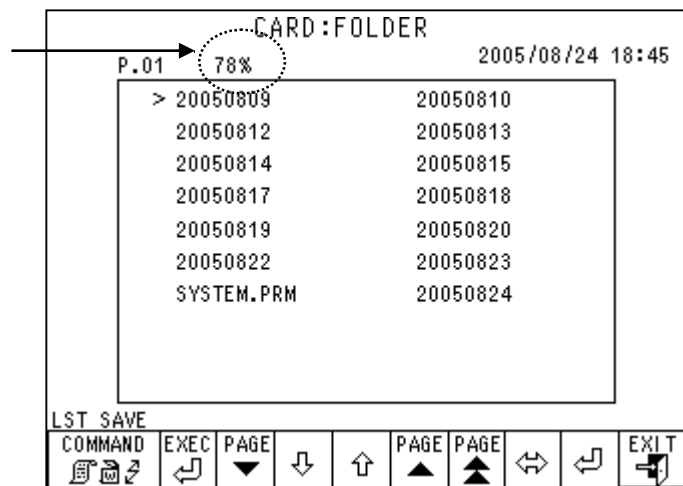 CARD:FOLDER
P.01 78% 2005/08/24 18:45
> 20050809 20050810
20050812 20050813
20050814 20050815
20050817 20050818
20050819 20050820
20050822 20050823
SYSTEM.PRM 20050824
LST SAVE
COMMAND EXEC PAGE PAGE PAGE EXIT